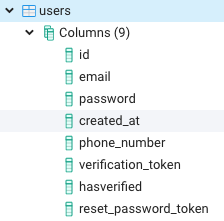 users
Columns (9)
id
email
password
created_at
phone_number
verification_token
hasverified
reset_password_token